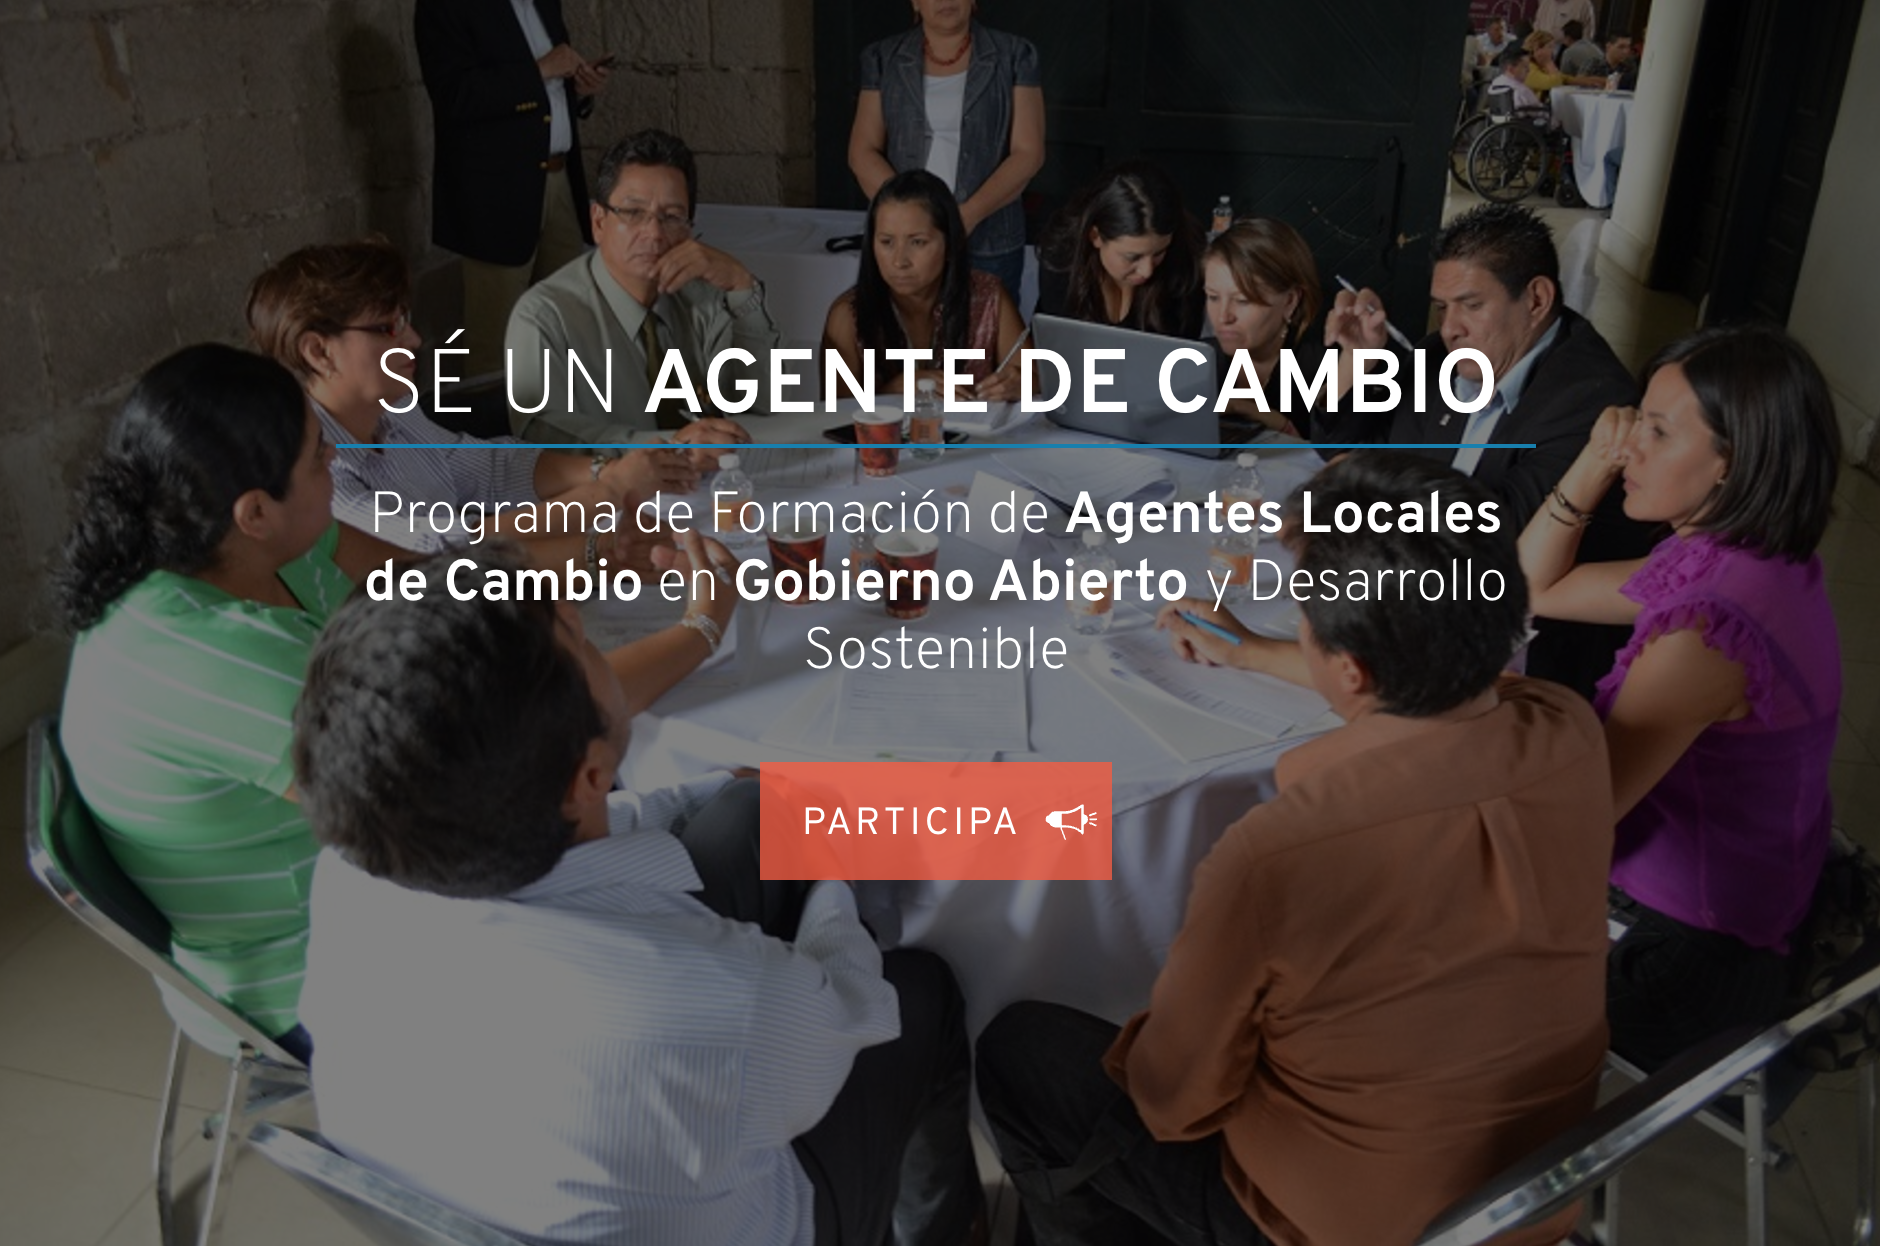 SÉ UN AGENTE DE CAMBIO
Programa de Formación de Agentes Locales
de Cambio en Gobierno Abierto y Desarrollo
Sostenible
PARTICIPA